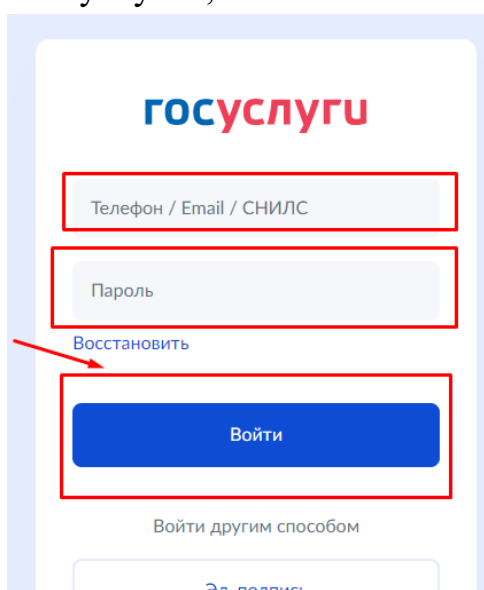 госуслуги
Телефон / Email / СНИЛС
Пароль
Восстановить
Войти
Войти другим способом